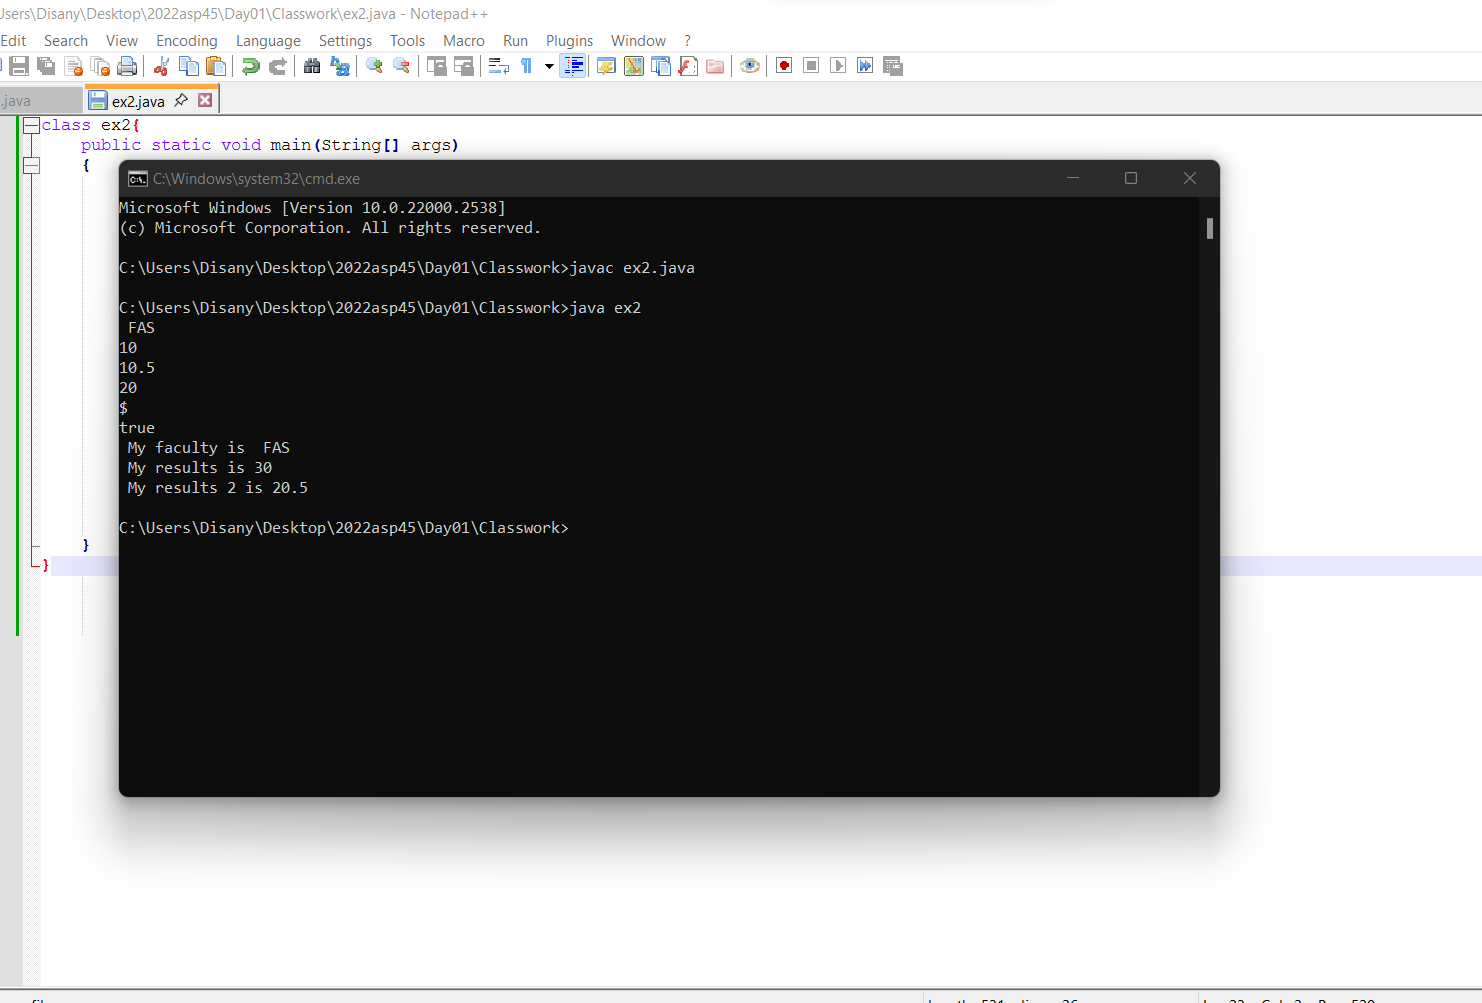 Jsers\Disany\Desktop\2022asp45\Day01\Classwork\ex2.java - Notepad++
Edit Search View Encoding Language Settings Tools Macro Run Plugins Window ?
.java ex2.java
class ex2{
public static void main(String[] args)
{
C:\Windows\system32\cmd.exe
Microsoft Windows [Version 10.0.22000.2538]
(c) Microsoft Corporation. All rights reserved.
C:\Users\Disany\Desktop\2022asp45\Day01\Classwork>javac ex2.java
C:\Users\Disany\Desktop\2022asp45\Day01\Classwork>java ex2
FAS
10
10.5
20
$
true
My faculty is  FAS
My results is 30
My results 2 is 20.5
C:\Users\Disany\Desktop\2022asp45\Day01\Classwork>
}
}